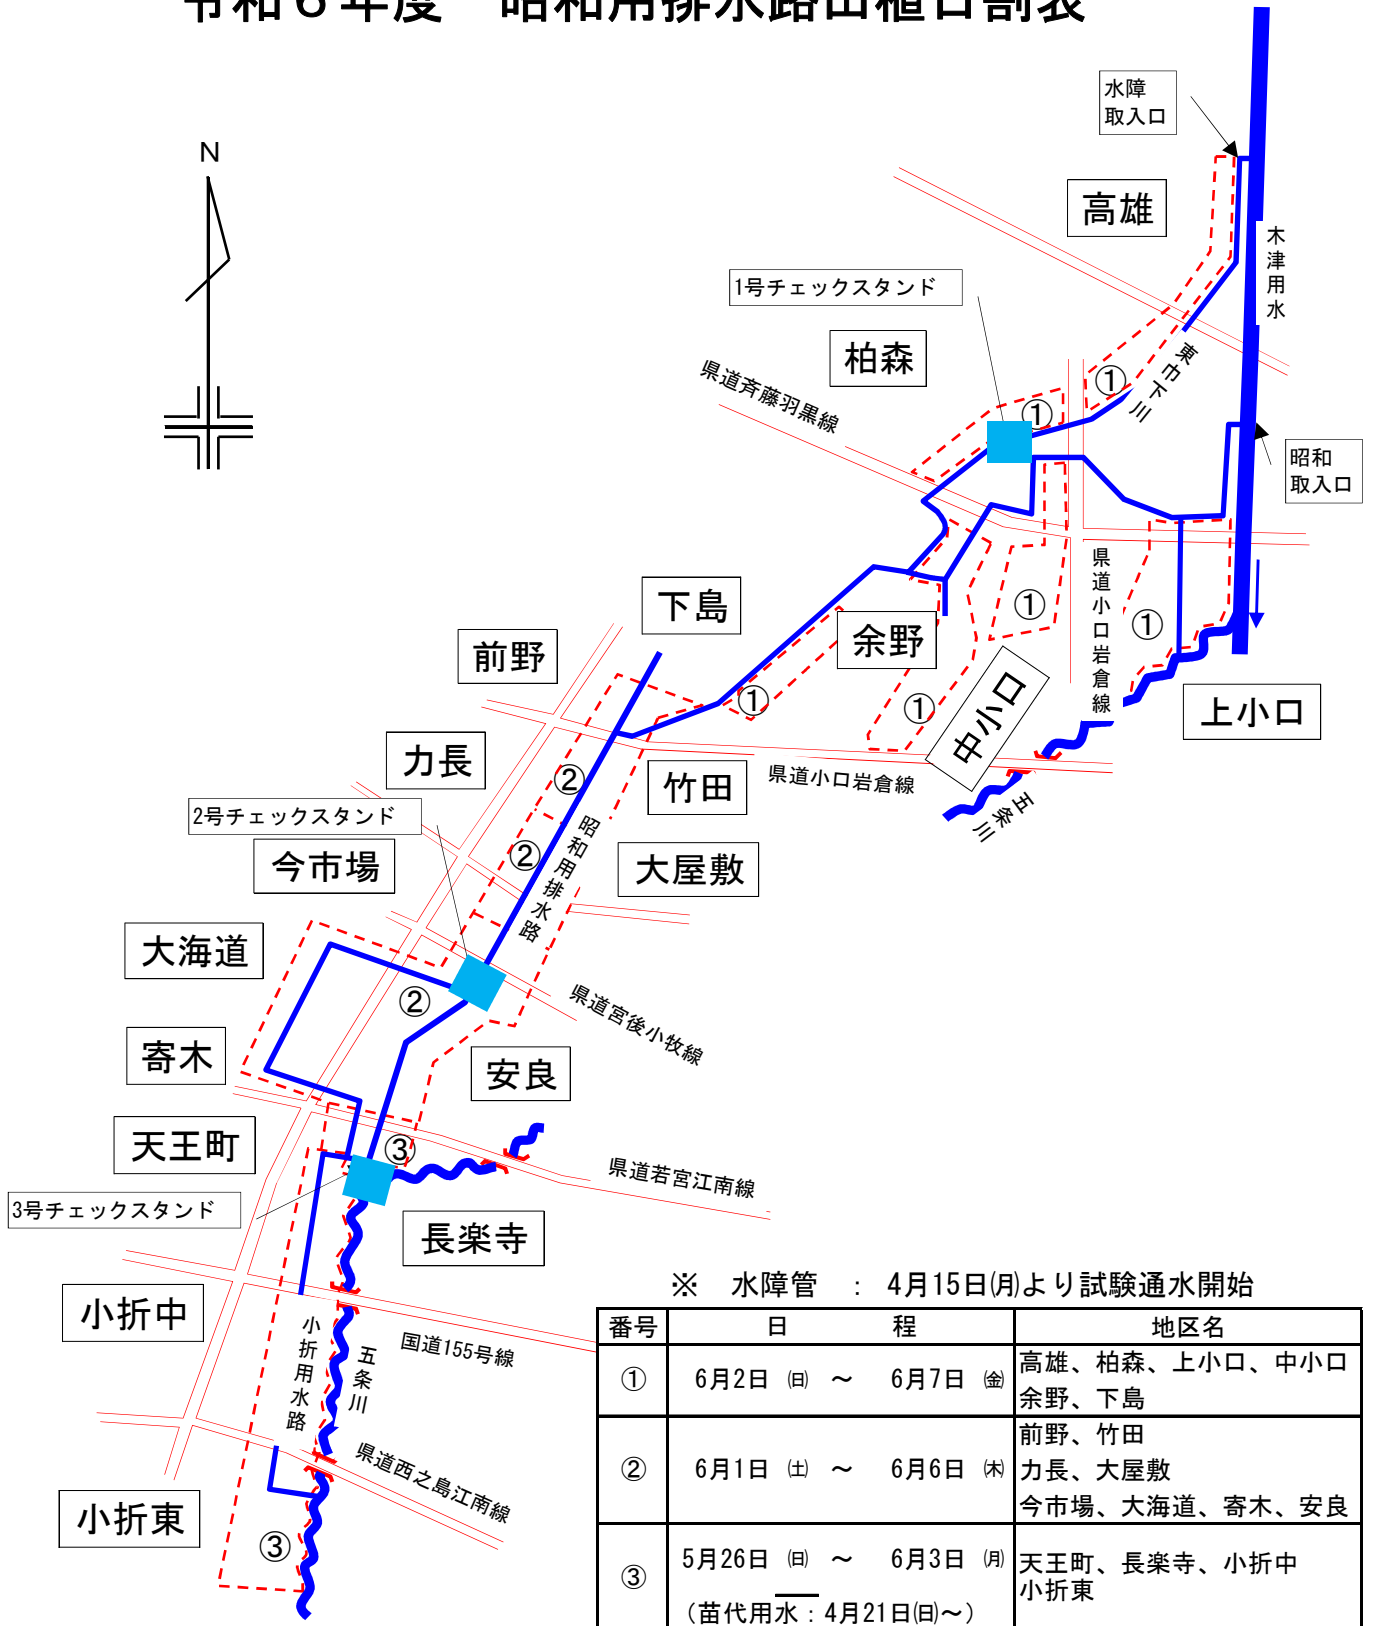 令和６年度　昭和用排水路田植日割表
水障
取入口
N
高雄
木津用水
1号チェックスタンド
柏森
東巾下川
県道斉藤羽黒線
①
①
昭和
取入口
県道小口岩倉線
下島
①
①
余野
前野
中小口
①
①
上小口
力長
②
竹田
県道小口岩倉線
五条川
2号チェックスタンド
昭和用排水路
今市場
②
大屋敷
大海道
②
県道宮後小牧線
寄木
安良
天王町
③
県道若宮江南線
3号チェックスタンド
長楽寺
小折中
小折用水路
五条川
国道155号線
県道西之島江南線
小折東
③
※　水障管　：　4月15日㈪より試験通水開始
番号　日　程　地区名
①　6月2日 ㈰ ～ 6月7日 ㈮　高雄、柏森、上小口、中小口
余野、下島
前野、竹田
②　6月1日 ㈯ ～ 6月6日 ㈭　力長、大屋敷
今市場、大海道、寄木、安良
③　5月26日 ㈰ ～ 6月3日 ㈪　天王町、長楽寺、小折中
小折東
（苗代用水：4月21日㈰～）